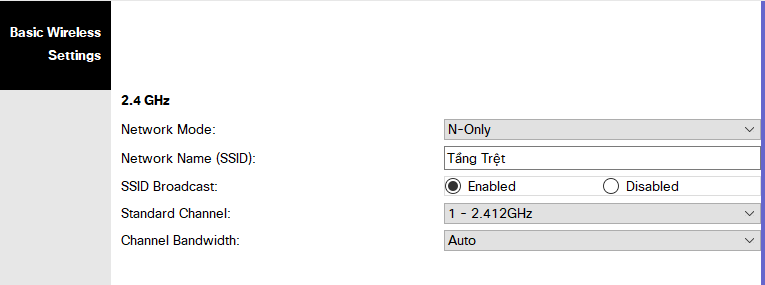 Basic Wireless
Settings
2.4 GHz
Network Mode: N-Only
Network Name (SSID): Tầng Trệt
SSID Broadcast: Enabled Disabled
Standard Channel: 1 - 2.412GHz
Channel Bandwidth: Auto